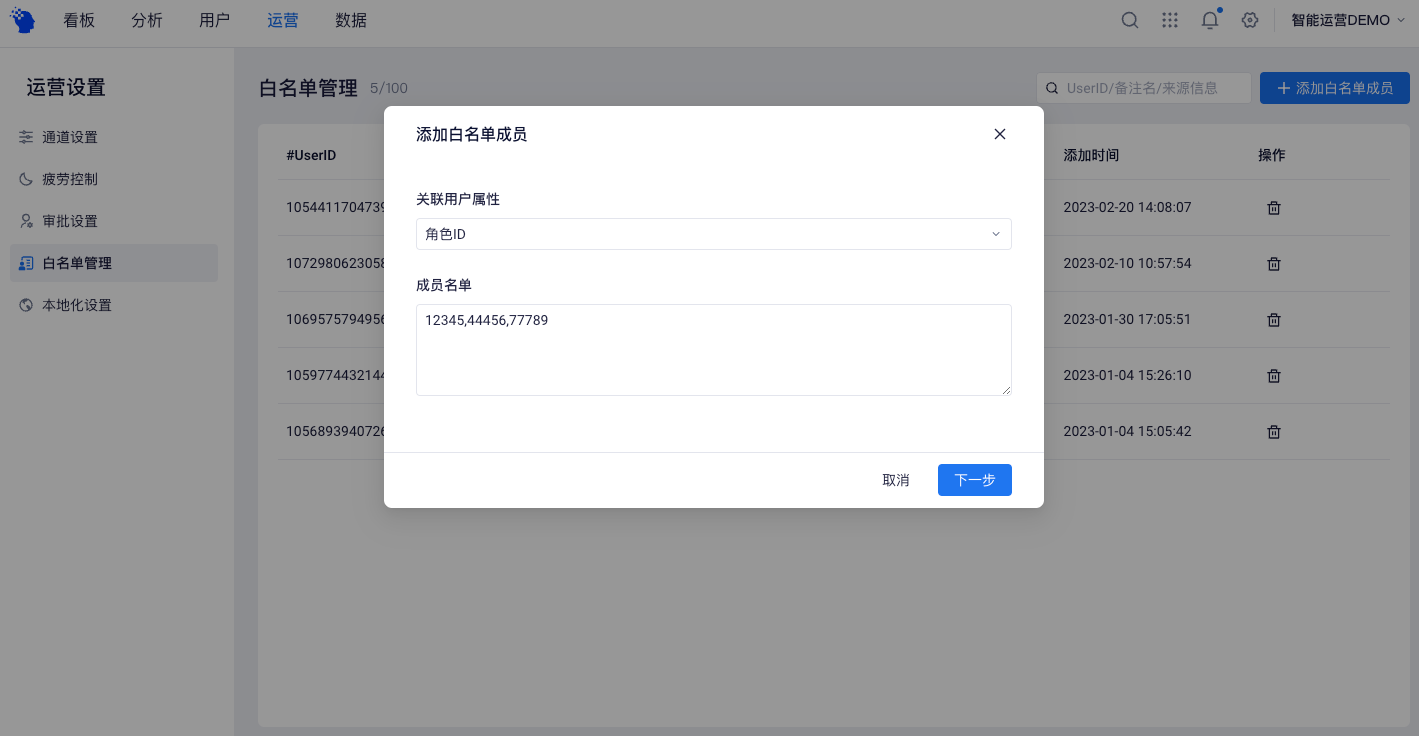 看板 分析 用户 运营 数据 智能运营DEMO
运营设置
通道设置
疲劳控制
审批设置
白名单管理
本地化设置
白名单管理 5/100 UserID/备注名/来源信息 添加白名单成员
#UserID 添加时间 操作
105441170473 2023-02-20 14:08:07
107298062305 2023-02-10 10:57:54
106957579495 2023-01-30 17:05:51
105977443214 2023-01-04 15:26:10
105689394072 2023-01-04 15:05:42
添加白名单成员
关联用户属性
角色ID
成员名单
12345,44456,77789
取消 下一步